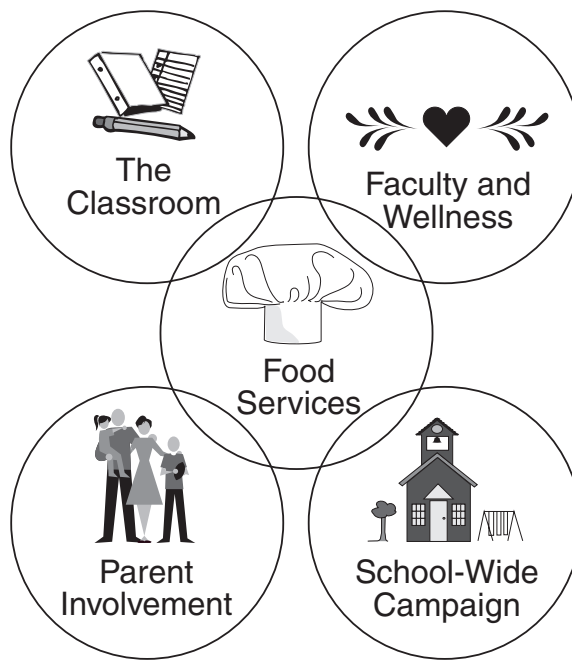 The
Classroom
Faculty and
Wellness
Food
Services
Parent
Involvement
School-Wide
Campaign